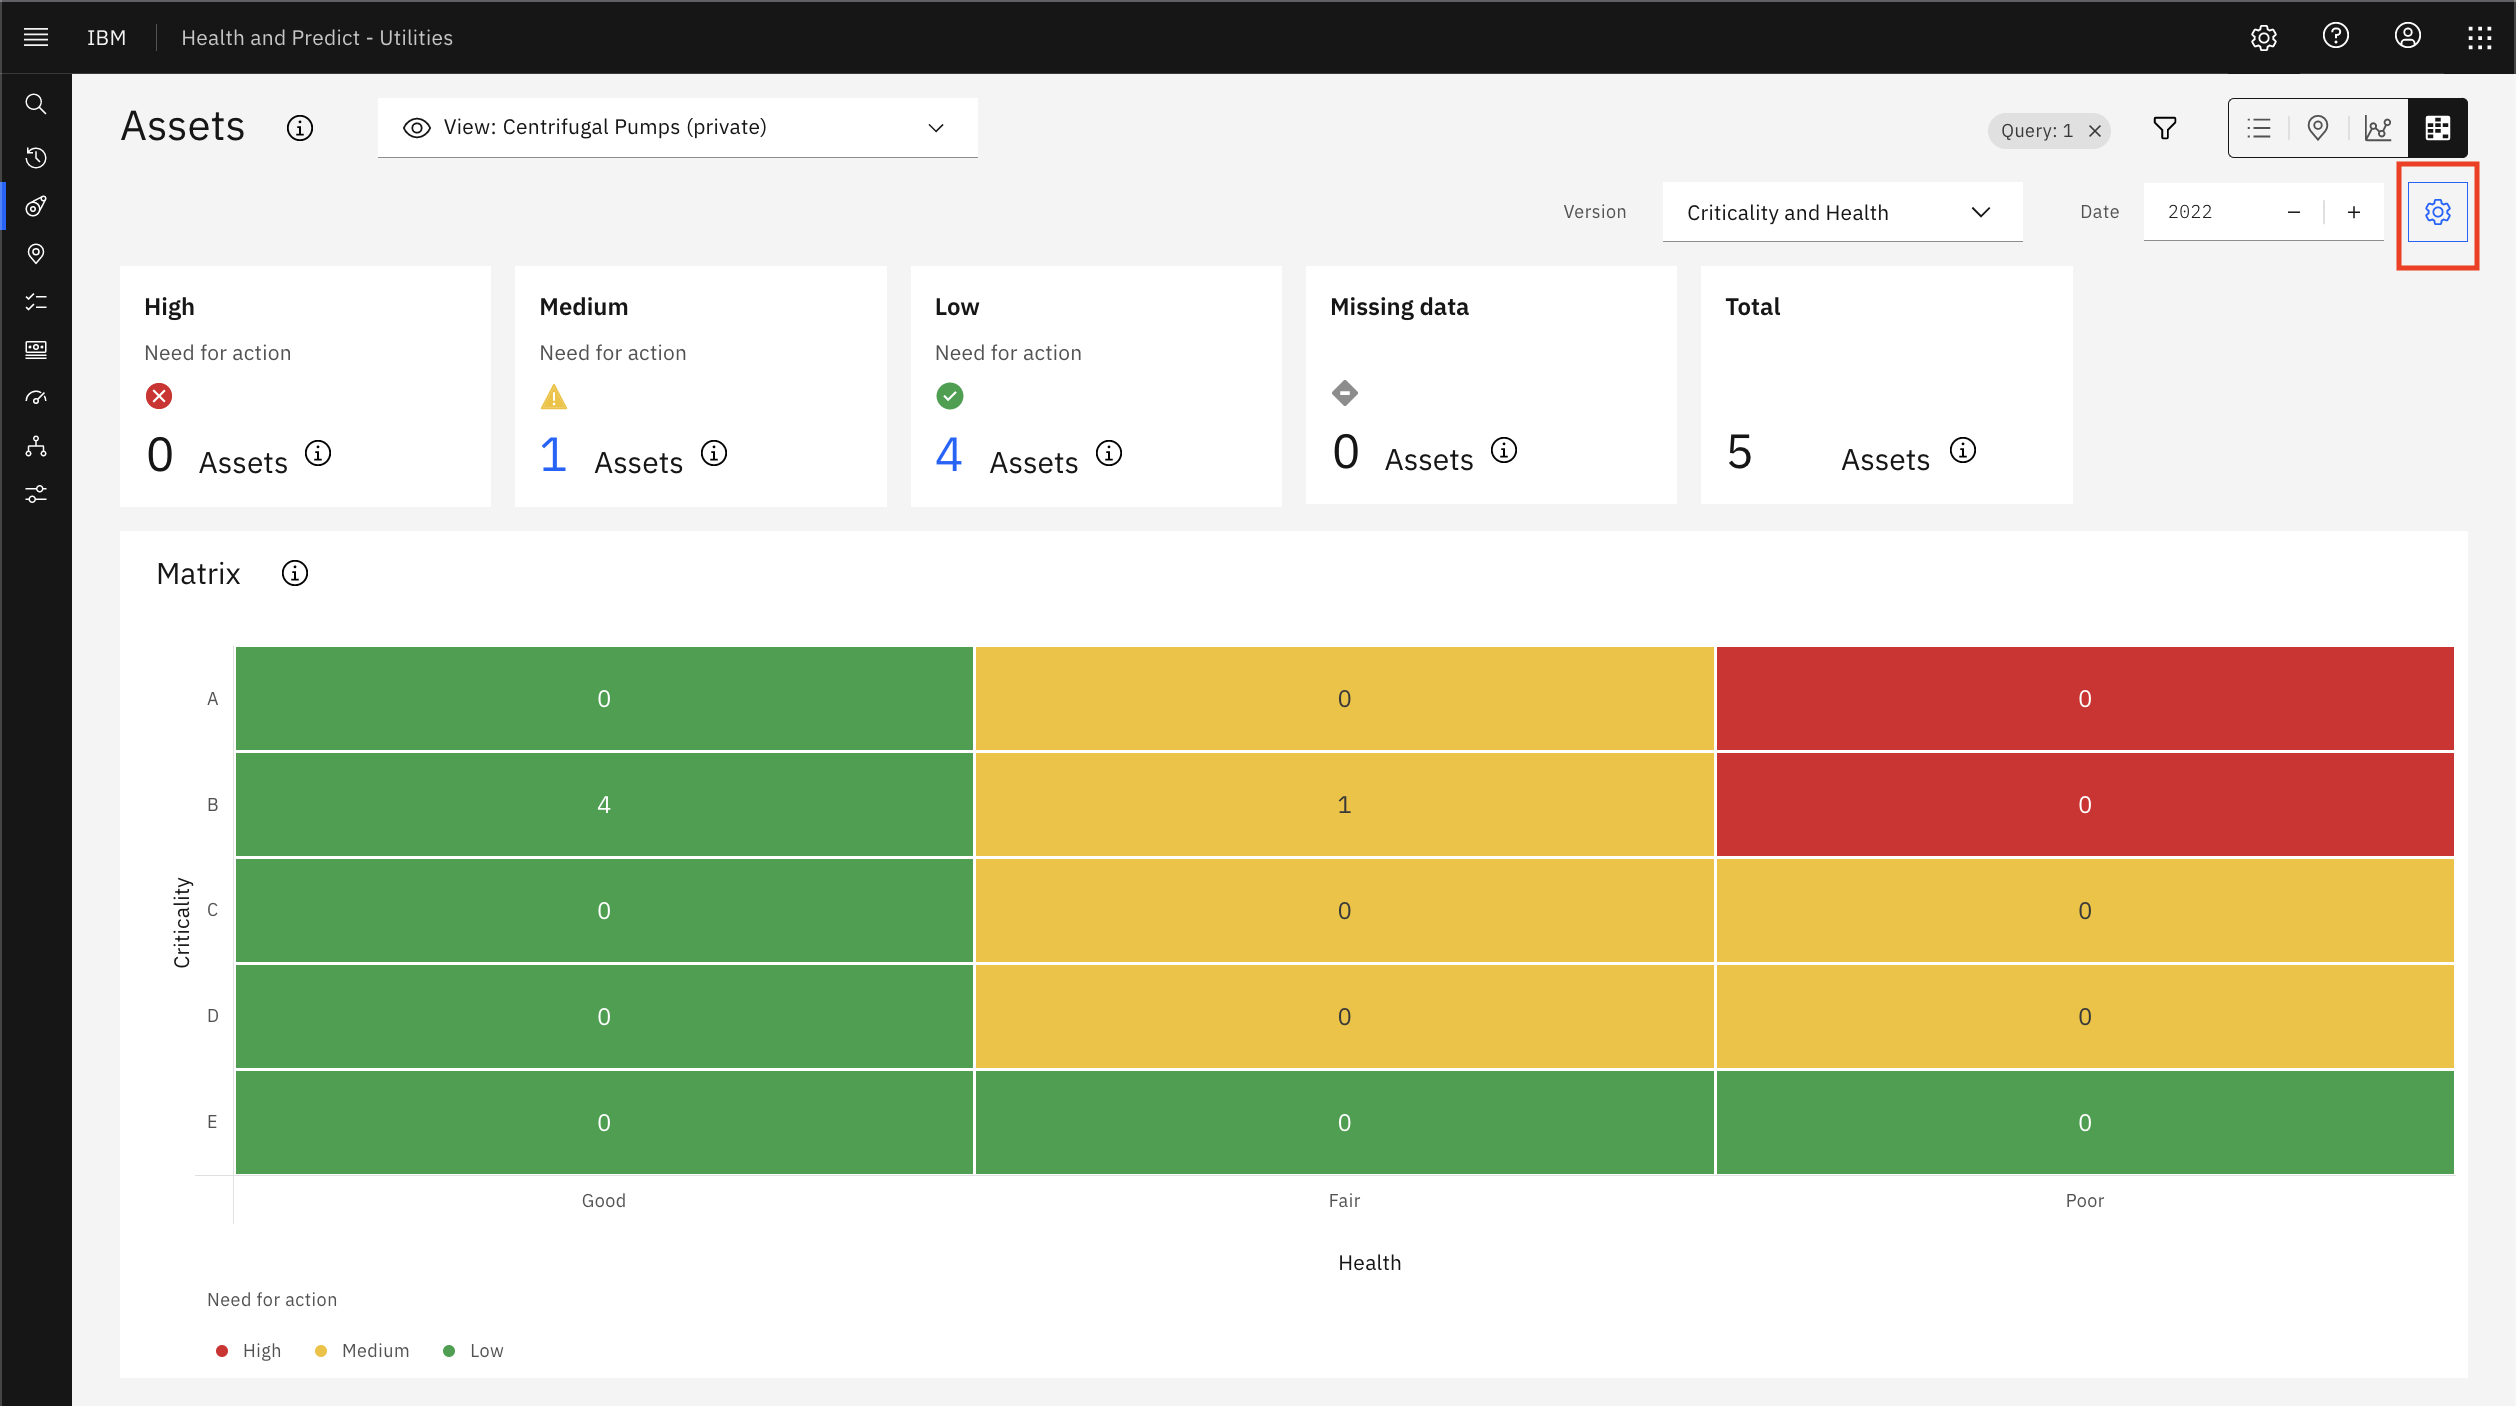 IBM Health and Predict - Utilities
Assets View: Centrifugal Pumps (private) Query: 1
Version Criticality and Health Date 2022
High Medium Low Missing data Total
Need for action Need for action Need for action
0 Assets 1 Assets 4 Assets 0 Assets 5 Assets
Matrix
A 0 0 0
B 4 1 0
Criticality
C 0 0 0
D 0 0 0
E 0 0 0
Good Fair Poor
Health
Need for action
High Medium Low